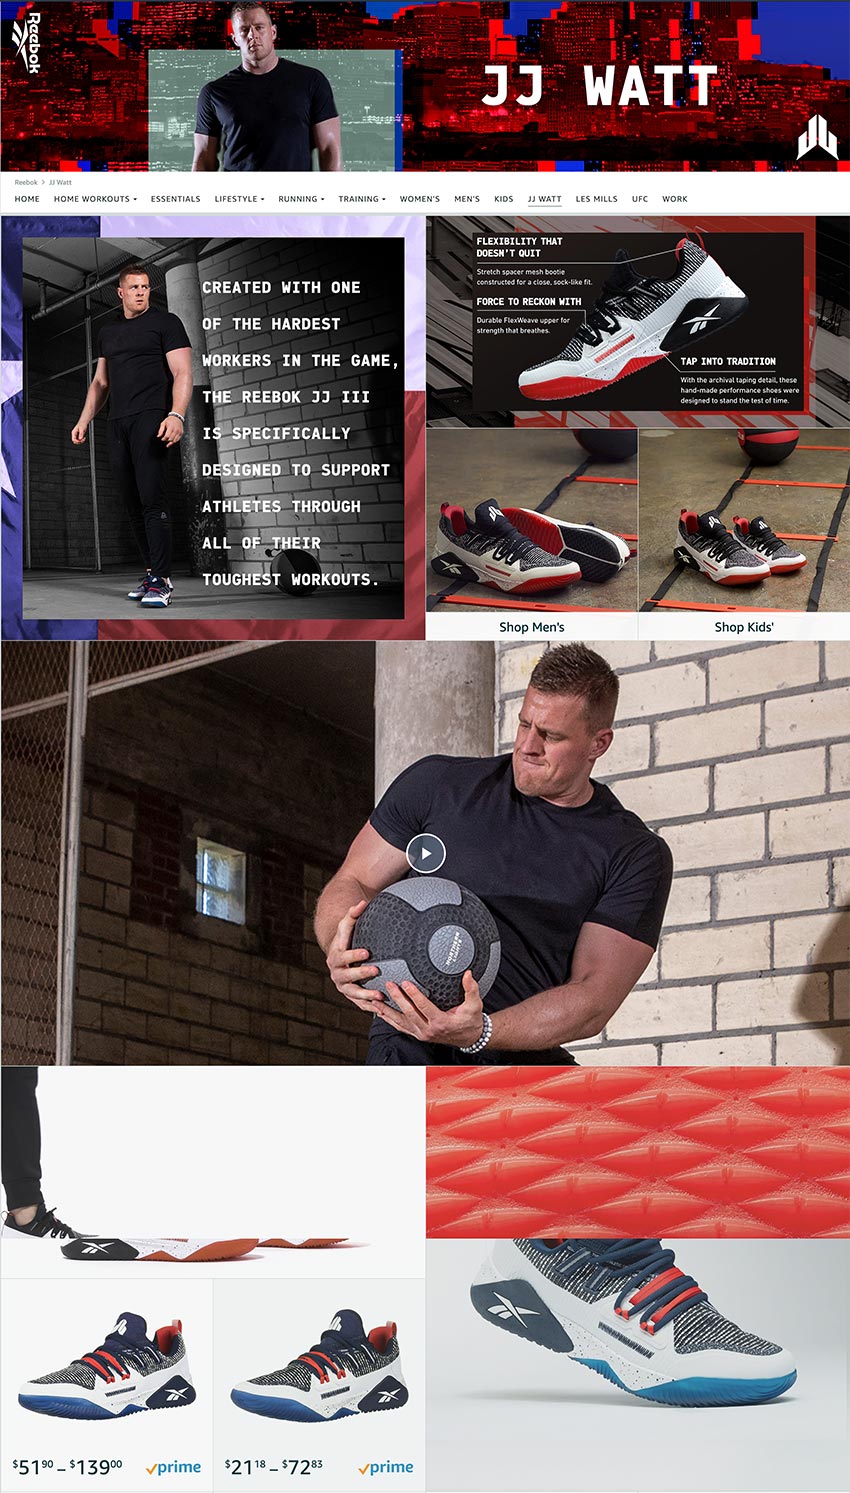 Reebok
JJ WATT
Reebok > JJ Watt
HOME HOME WORKOUTS ESSENTIALS LIFESTYLE RUNNING TRAINING WOMEN'S MEN'S KIDS JJ WATT LES MILLS UFC WORK
CREATED WITH ONE
OF THE HARDEST
WORKERS IN THE GAME,
THE REEBOK JJ III
IS SPECIFICALLY
DESIGNED TO SUPPORT
ATHLETES THROUGH
ALL OF THEIR
TOUGHEST WORKOUTS.
FLEXIBILITY THAT
DOESN'T QUIT
Stretch spacer mesh bootie
constructed for a close, sock-like fit.
FORCE TO RECKON WITH
Durable FlexWeave upper for
strength that breathes.
TAP INTO TRADITION
With the archival taping detail, these
hand-made performance shoes were
designed to stand the test of time.
Shop Men's
Shop Kids'
NORTHERN
LIGHTS
$51.90 – $139.00 prime
$21.18 – $72.83 prime